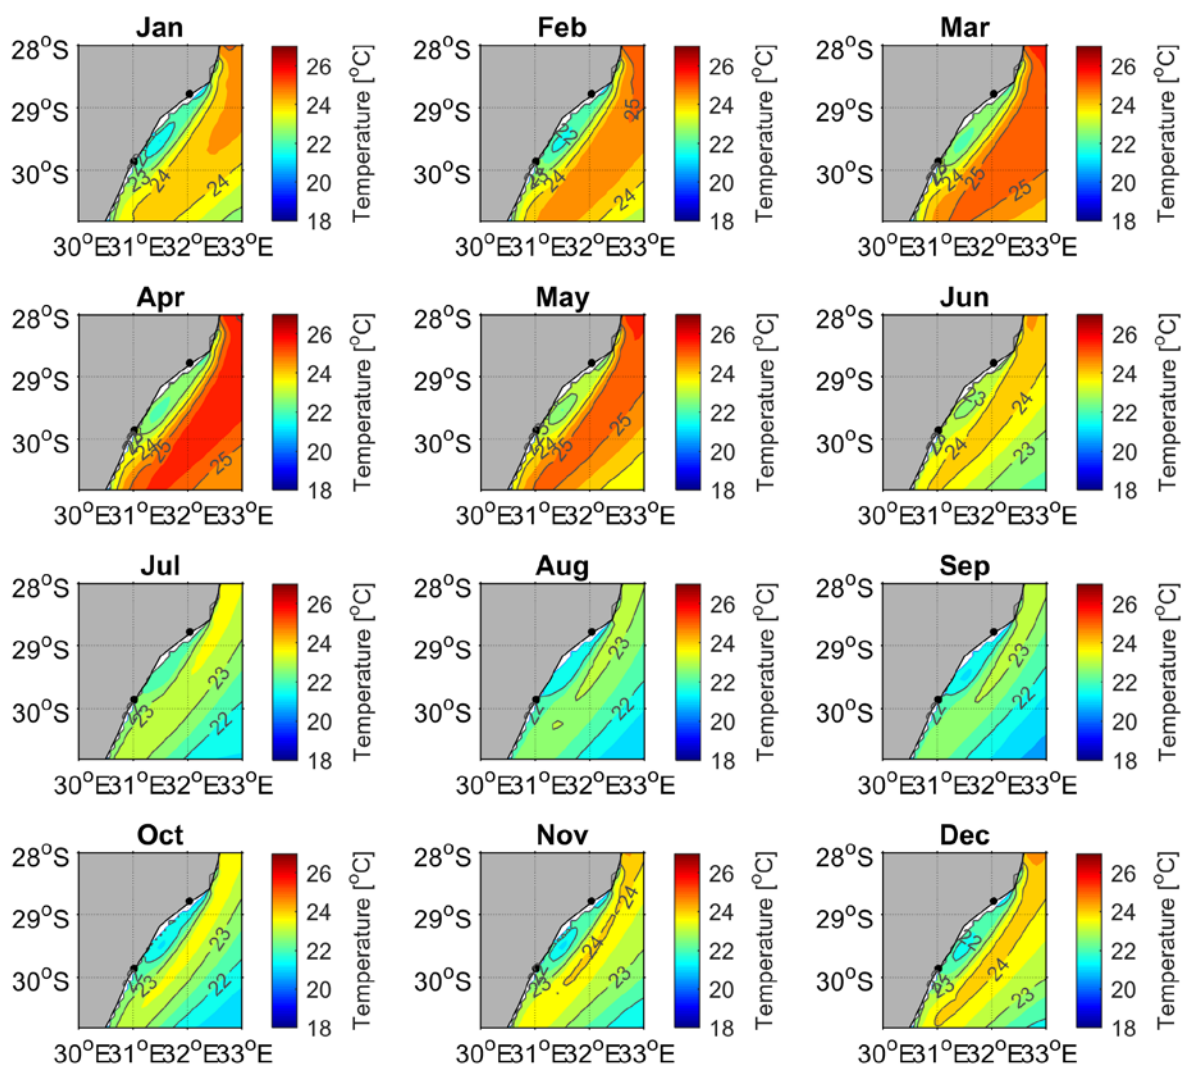 Jan Feb Mar
28°S 26 Temperature [°C] 28°S 26 Temperature [°C] 28°S 26 Temperature [°C]
29°S 24 29°S 25 24 29°S 24
22 22 22 22
30°S 23 24 24 20 30°S 24 24 20 30°S 24 25 25 20
18 18 18
30°E31°E32°E33°E 30°E31°E32°E33°E 30°E31°E32°E33°E
Apr May Jun
28°S 26 Temperature [°C] 28°S 26 Temperature [°C] 28°S 26 Temperature [°C]
29°S 24 29°S 24 29°S 24
22 22 23 24 22
30°S 23 24 25 25 20 30°S 24 25 25 20 30°S 23 24 23 20
18 18 18
30°E31°E32°E33°E 30°E31°E32°E33°E 30°E31°E32°E33°E
Jul Aug Sep
28°S 26 Temperature [°C] 28°S 26 Temperature [°C] 28°S 26 Temperature [°C]
29°S 24 29°S 23 24 29°S 23 24
23 22 22 22
30°S 23 22 20 30°S 22 22 20 30°S 22 22 20
18 18 18
30°E31°E32°E33°E 30°E31°E32°E33°E 30°E31°E32°E33°E
Oct Nov Dec
28°S 26 Temperature [°C] 28°S 26 Temperature [°C] 28°S 26 Temperature [°C]
29°S 24 29°S 24 24 29°S 24
23 22 24 22 22 22
30°S 23 22 20 30°S 23 23 20 30°S 23 24 23 20
18 18 18
30°E31°E32°E33°E 30°E31°E32°E33°E 30°E31°E32°E33°E